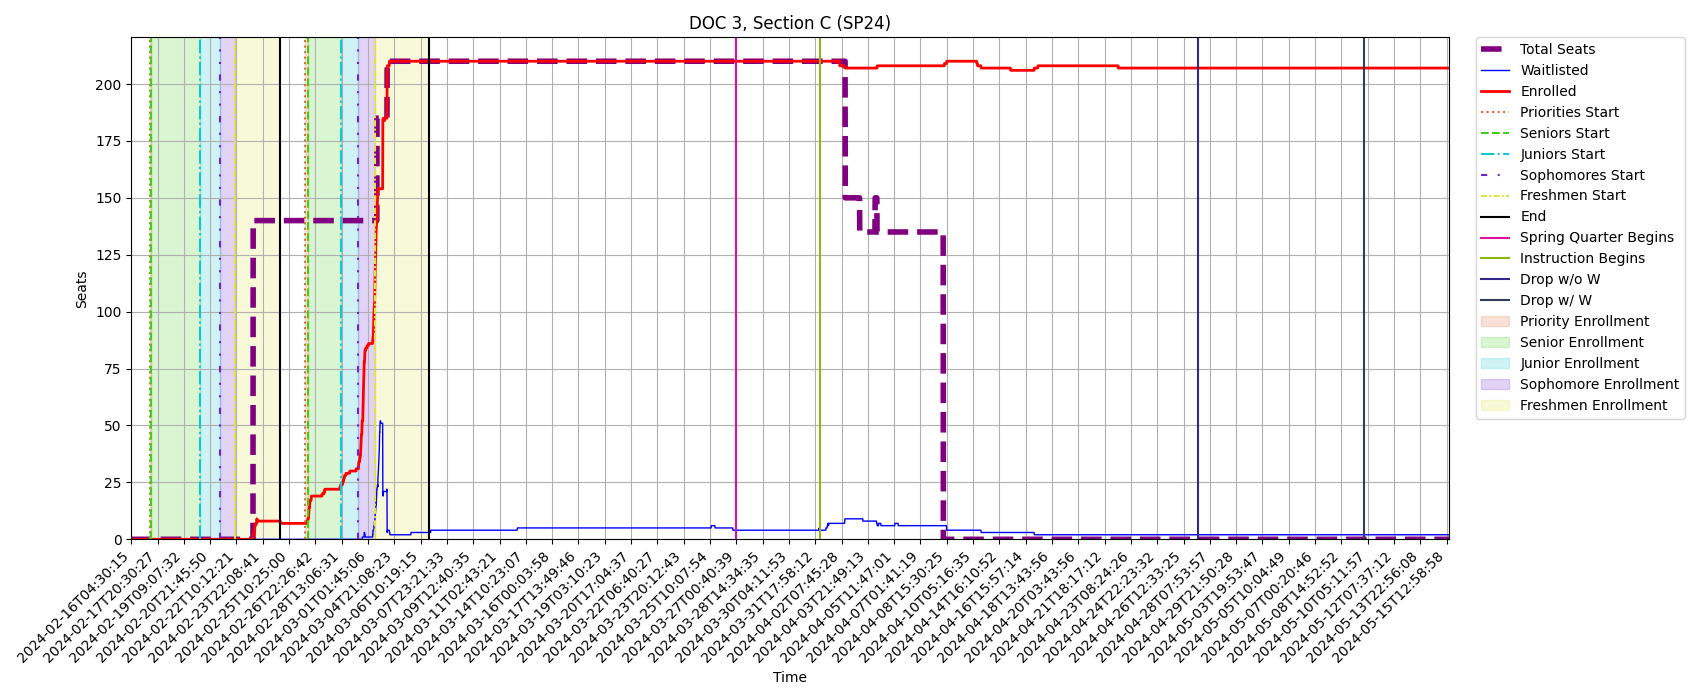 DOC 3, Section C (SP24)
200
175
150
125
100
75
50
25
0
Seats
2024-02-16T04:30:15
2024-02-17T20:30:27
2024-02-19T09:07:32
2024-02-20T21:45:50
2024-02-22T10:12:21
2024-02-23T22:08:41
2024-02-25T10:25:00
2024-02-26T22:26:42
2024-02-28T13:06:31
2024-03-01T01:45:06
2024-03-04T21:08:23
2024-03-06T10:19:15
2024-03-07T23:21:33
2024-03-11T02:40:35
2024-03-12T21:43:21
2024-03-14T10:23:07
2024-03-16T00:03:58
2024-03-17T13:49:46
2024-03-19T03:10:23
2024-03-20T17:04:37
2024-03-22T06:40:27
2024-03-23T20:12:43
2024-03-25T10:07:54
2024-03-27T00:40:39
2024-03-28T14:34:35
2024-03-30T04:11:53
2024-03-31T17:58:12
2024-04-02T07:45:28
2024-04-03T21:49:13
2024-04-05T11:47:01
2024-04-07T01:41:19
2024-04-08T15:30:25
2024-04-10T05:16:35
2024-04-14T16:10:52
2024-04-16T15:57:14
2024-04-18T13:43:56
2024-04-20T03:43:56
2024-04-21T18:17:12
2024-04-23T08:24:26
2024-04-24T22:23:32
2024-04-26T12:33:25
2024-04-28T07:53:57
2024-04-29T21:50:28
2024-05-03T19:53:47
2024-05-05T10:04:49
2024-05-07T00:20:46
2024-05-08T14:52:52
2024-05-10T05:11:57
2024-05-12T07:37:12
2024-05-13T22:56:08
2024-05-15T12:58:58
Time
Total Seats
Waitlisted
Enrolled
Priorities Start
Seniors Start
Juniors Start
Sophomores Start
Freshmen Start
End
Spring Quarter Begins
Instruction Begins
Drop w/o W
Drop w/ W
Priority Enrollment
Senior Enrollment
Junior Enrollment
Sophomore Enrollment
Freshmen Enrollment